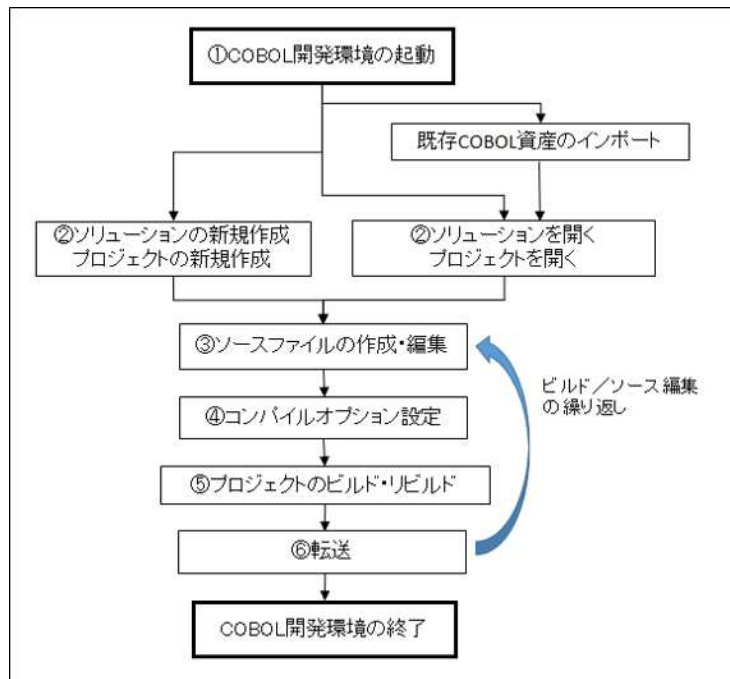 ①COBOL開発環境の起動
既存COBOL資産のインポート
②ソリューションの新規作成
プロジェクトの新規作成
②ソリューションを開く
プロジェクトを開く
③ソースファイルの作成・編集
ビルド／ソース編集
の繰り返し
④コンパイルオプション設定
⑤プロジェクトのビルド・リビルド
⑥転送
COBOL開発環境の終了